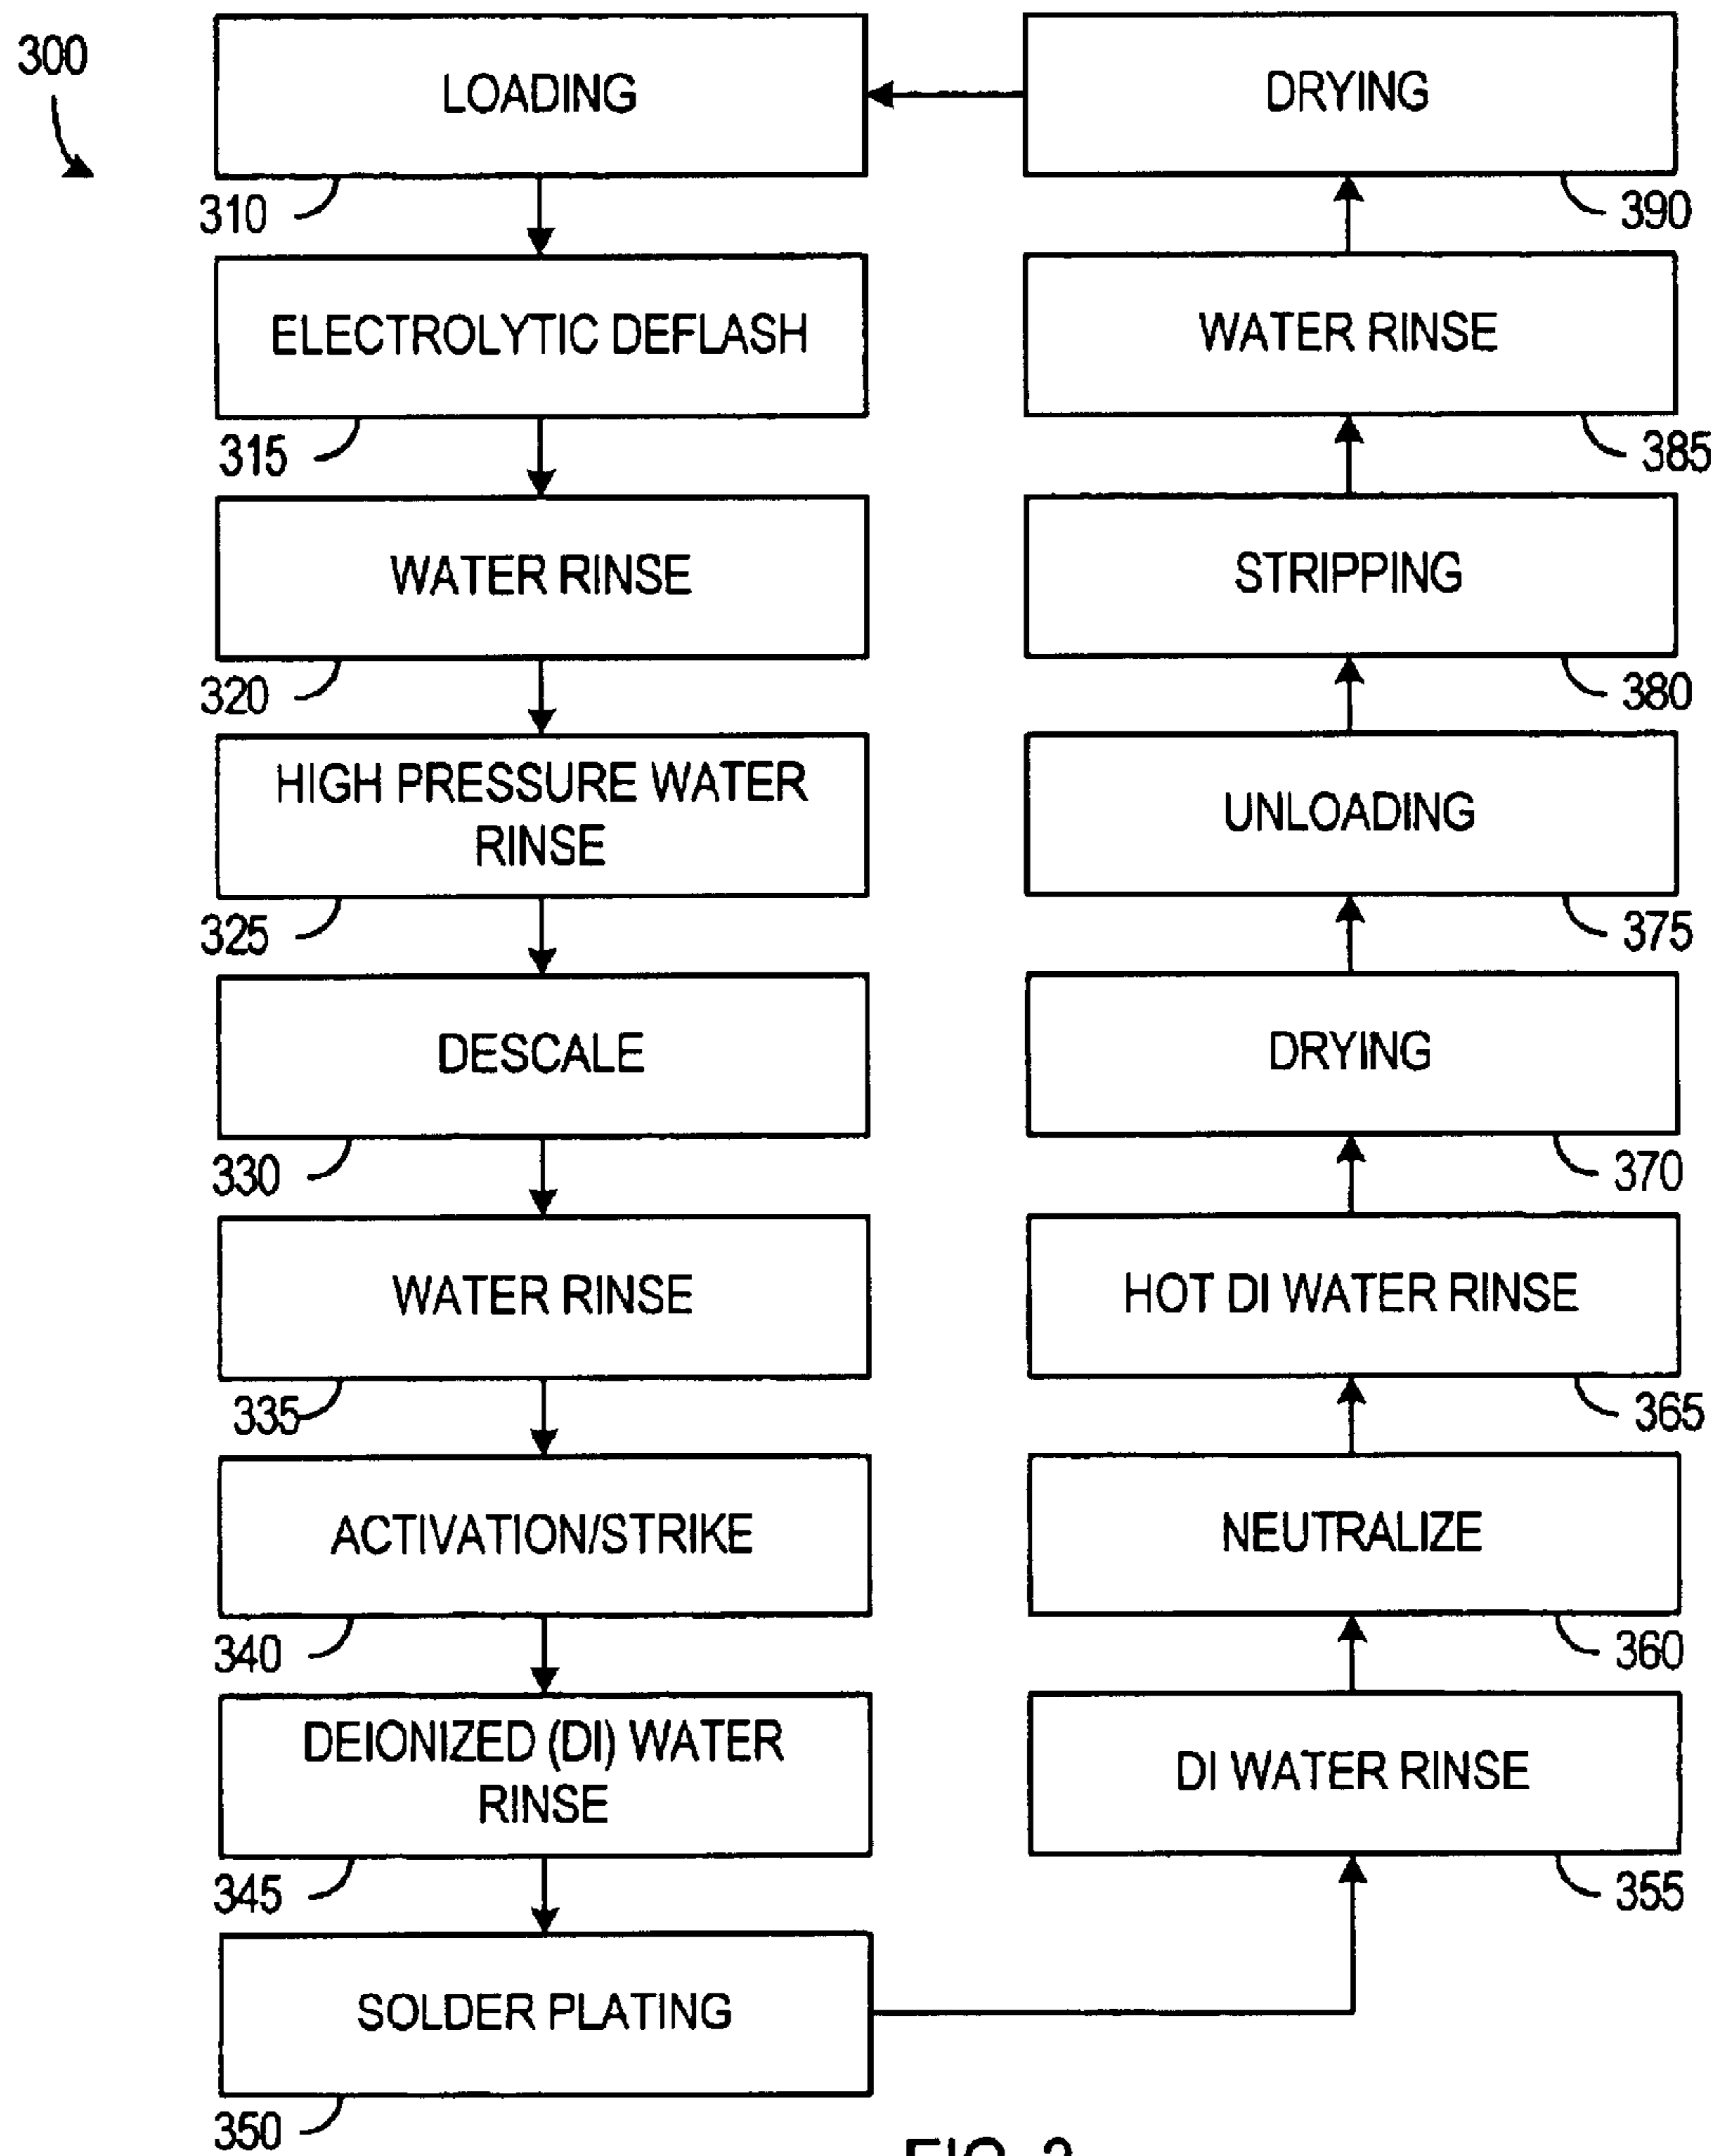 300
LOADING
310
ELECTROLYTIC DEFLASH
315
WATER RINSE
320
HIGH PRESSURE WATER
RINSE
325
DESCALE
330
WATER RINSE
335
ACTIVATION/STRIKE
340
DEIONIZED (DI) WATER
RINSE
345
SOLDER PLATING
350
DRYING
390
WATER RINSE
385
STRIPPING
380
UNLOADING
375
DRYING
370
HOT DI WATER RINSE
365
NEUTRALIZE
360
DI WATER RINSE
355